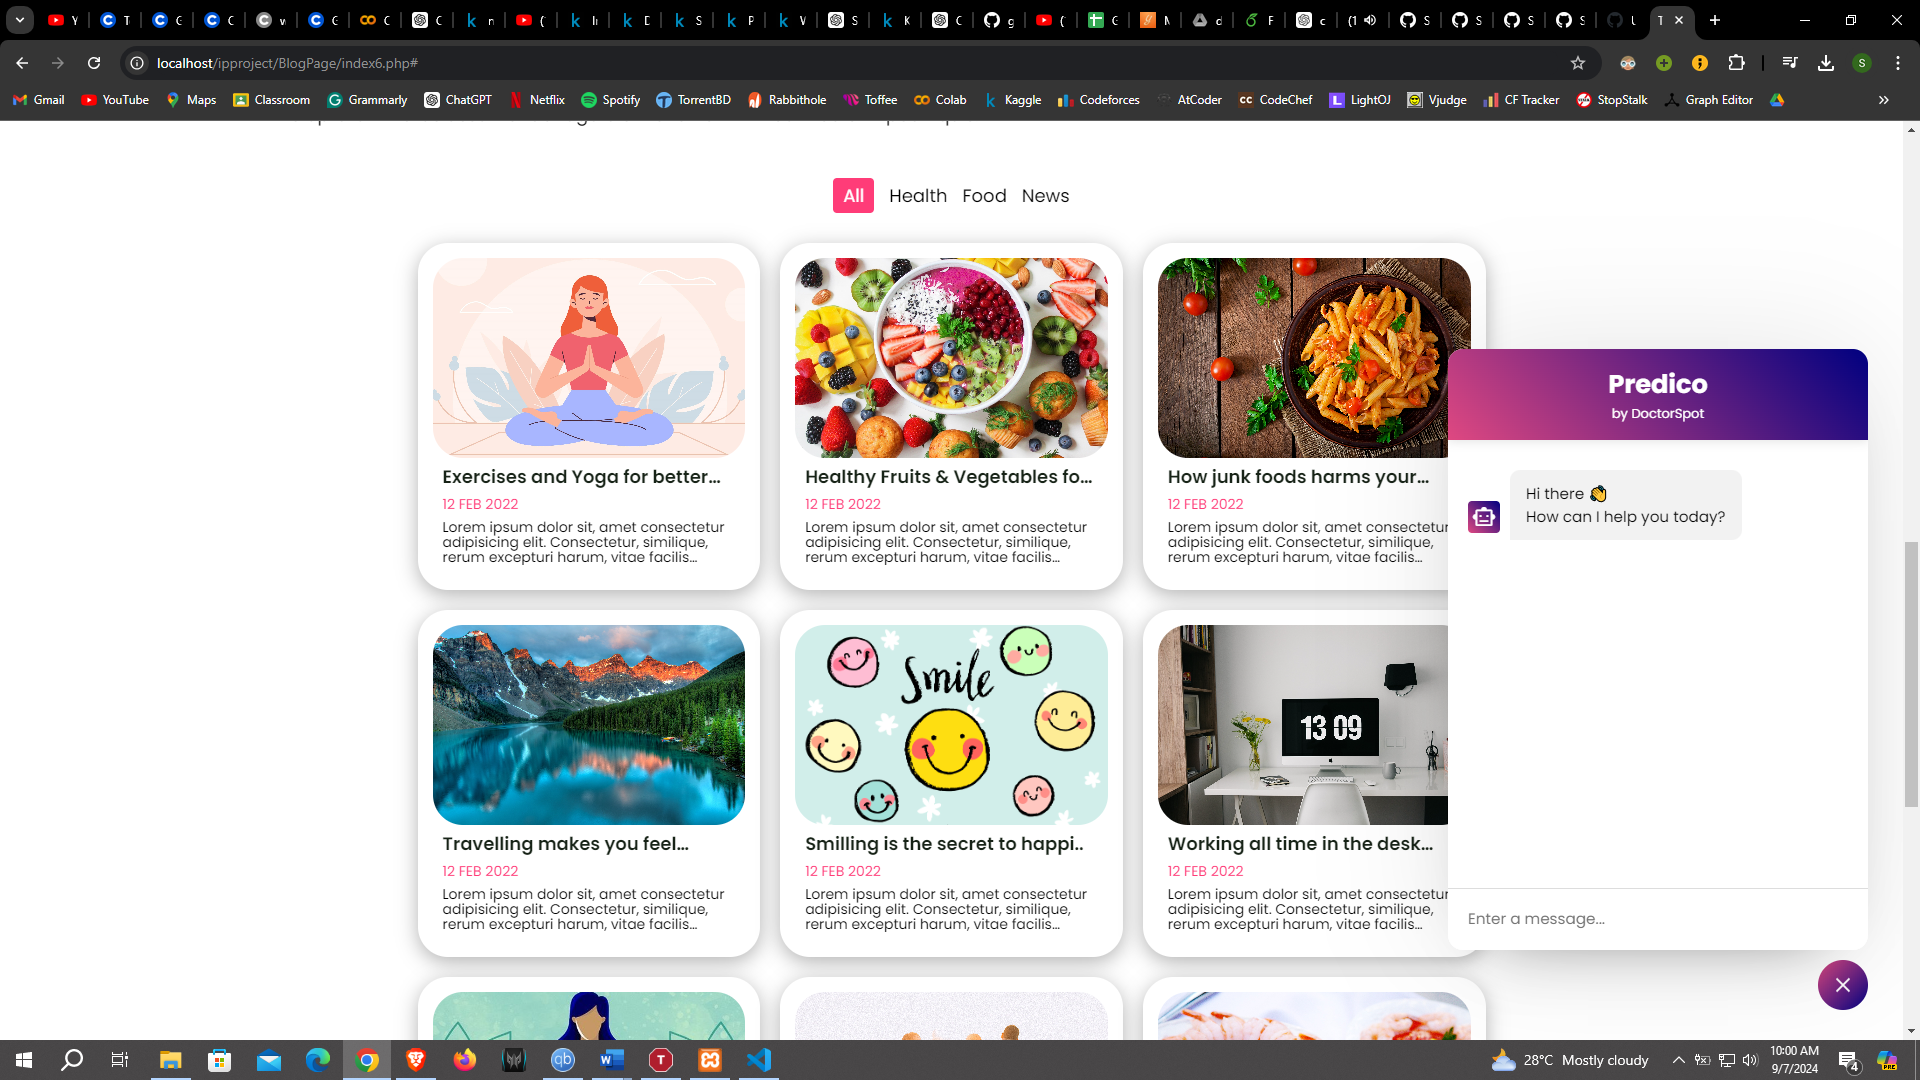 Y
T
G
C
w
G
C
C
n
(
Ir
D
S
P
V
S
K
C
g
(
G
M
d
F
c
(1
S
S
S
S
U
T
localhost/ipproject/BlogPage/index6.php#
S
Gmail
YouTube
Maps
Classroom
Grammarly
ChatGPT
Netflix
Spotify
TorrentBD
Rabbithole
Toffee
Colab
Kaggle
Codeforces
AtCoder
CodeChef
LightOJ
Vjudge
CF Tracker
StopStalk
Graph Editor
All
Health
Food
News
Exercises and Yoga for better...
12 FEB 2022
Lorem ipsum dolor sit, amet consectetur
adipisicing elit. Consectetur, similique,
rerum excepturi harum, vitae facilis...
Healthy Fruits & Vegetables fo...
12 FEB 2022
Lorem ipsum dolor sit, amet consectetur
adipisicing elit. Consectetur, similique,
rerum excepturi harum, vitae facilis...
How junk foods harms your...
12 FEB 2022
Lorem ipsum dolor sit, amet consectetur
adipisicing elit. Consectetur, similique,
rerum excepturi harum, vitae facilis...
Smile
13 09
Travelling makes you feel...
12 FEB 2022
Lorem ipsum dolor sit, amet consectetur
adipisicing elit. Consectetur, similique,
rerum excepturi harum, vitae facilis...
Smilling is the secret to happi..
12 FEB 2022
Lorem ipsum dolor sit, amet consectetur
adipisicing elit. Consectetur, similique,
rerum excepturi harum, vitae facilis...
Working all time in the desk...
12 FEB 2022
Lorem ipsum dolor sit, amet consectetur
adipisicing elit. Consectetur, similique,
rerum excepturi harum, vitae facilis...
Predico
by DoctorSpot
Hi there 👋
How can I help you today?
Enter a message...
28°C Mostly cloudy
10:00 AM
9/7/2024
4